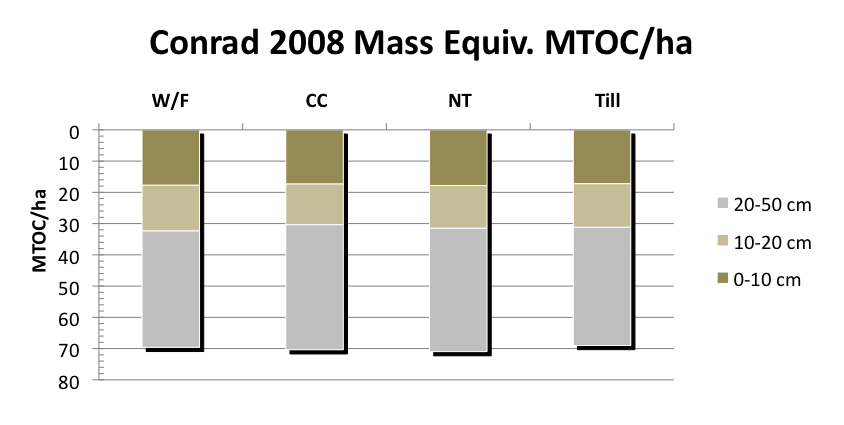 Conrad 2008 Mass Equiv. MTOC/ha
W/F CC NT Till
0
10
20
30
40
50
60
70
80
MTOC/ha
20-50 cm
10-20 cm
0-10 cm